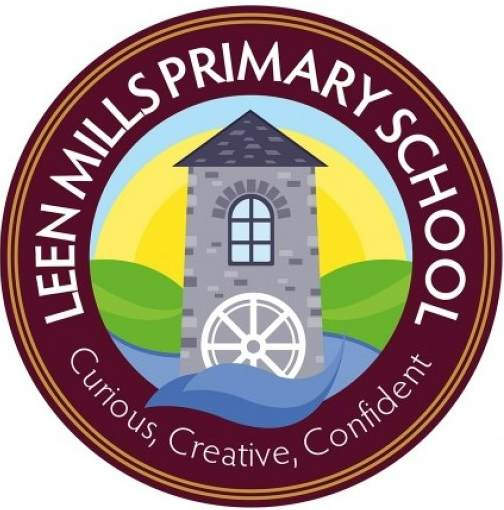 LEEN MILLS PRIMARY SCHOOL
Curious, Creative, Confident